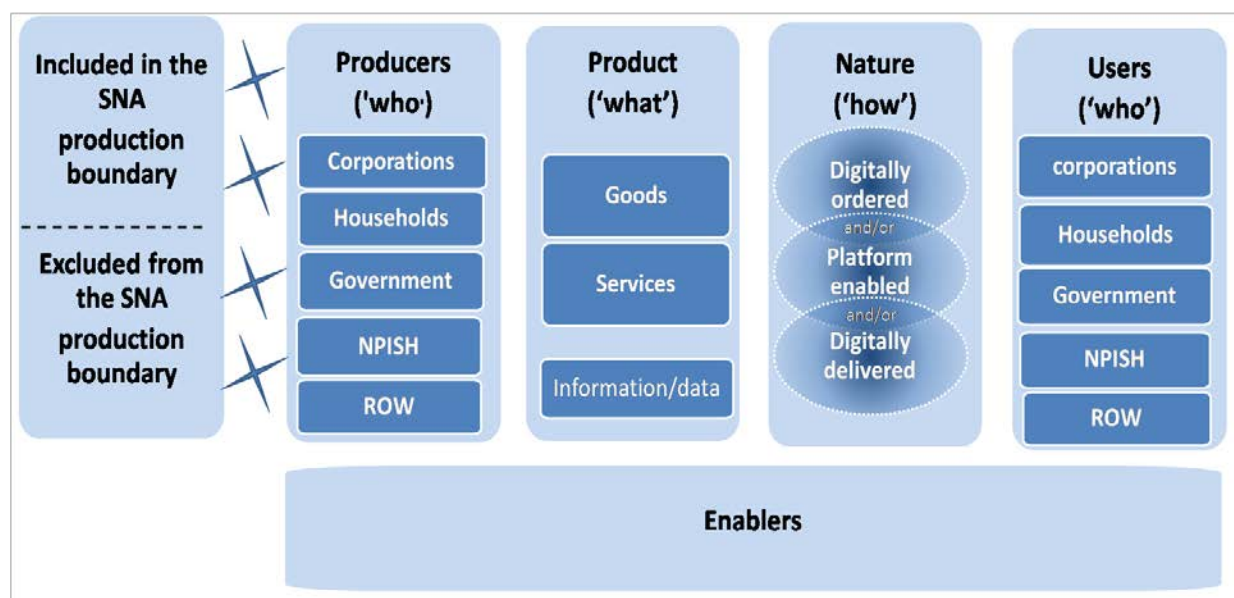 Included in the
SNA
production
boundary
Excluded from
the SNA
production
boundary
Producers
('who')
Corporations
Households
Government
NPISH
ROW
Product
(‘what’)
Goods
Services
Information/data
Nature
(‘how’)
Digitally
ordered
and/or
Platform
enabled
and/or
Digitally
delivered
Users
(‘who’)
corporations
Households
Government
NPISH
ROW
Enablers